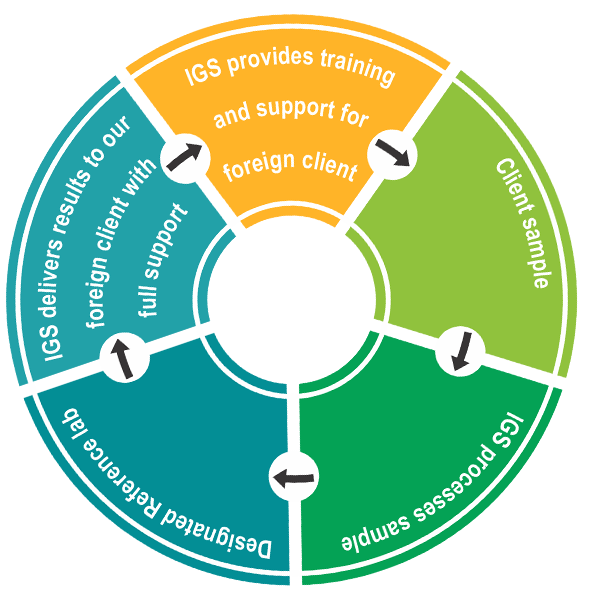 IGS provides training
and support for
foreign client
Client sample
IGS processes sample
Designated Reference lab
IGS delivers results to our
foreign client with
full support